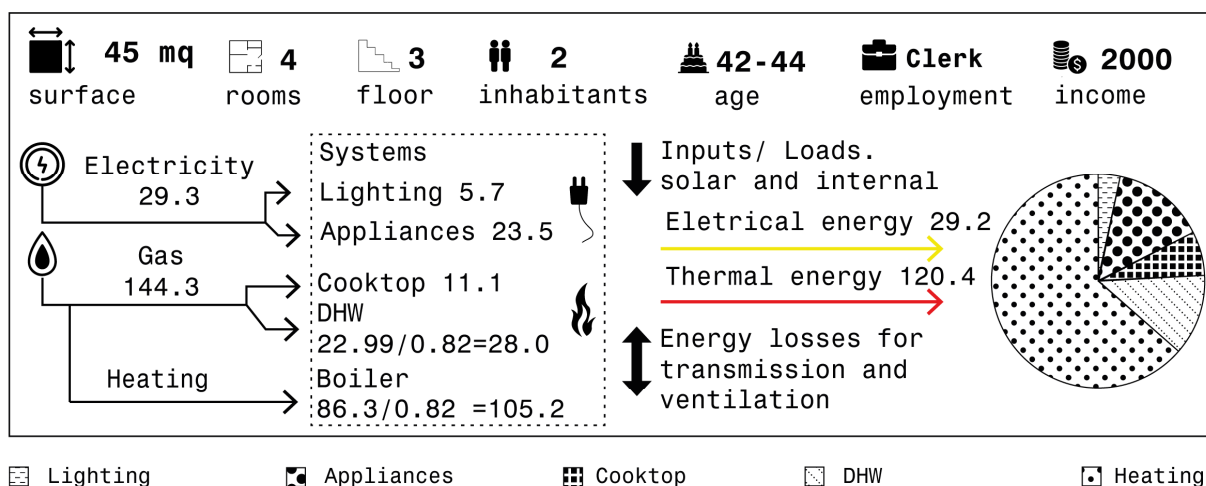 45 mq
surface
4
rooms
3
floor
2
inhabitants
42-44
age
Clerk
employment
2000
income
Electricity
29.3
Gas
144.3
Heating
Systems
Lighting 5.7
Appliances 23.5
Cooktop 11.1
DHW
22.99/0.82=28.0
Boiler
86.3/0.82 =105.2
Inputs/ Loads.
solar and internal
Eletrical energy 29.2
Thermal energy 120.4
Energy losses for
transmission and
ventilation
Lighting
Appliances
Cooktop
DHW
Heating